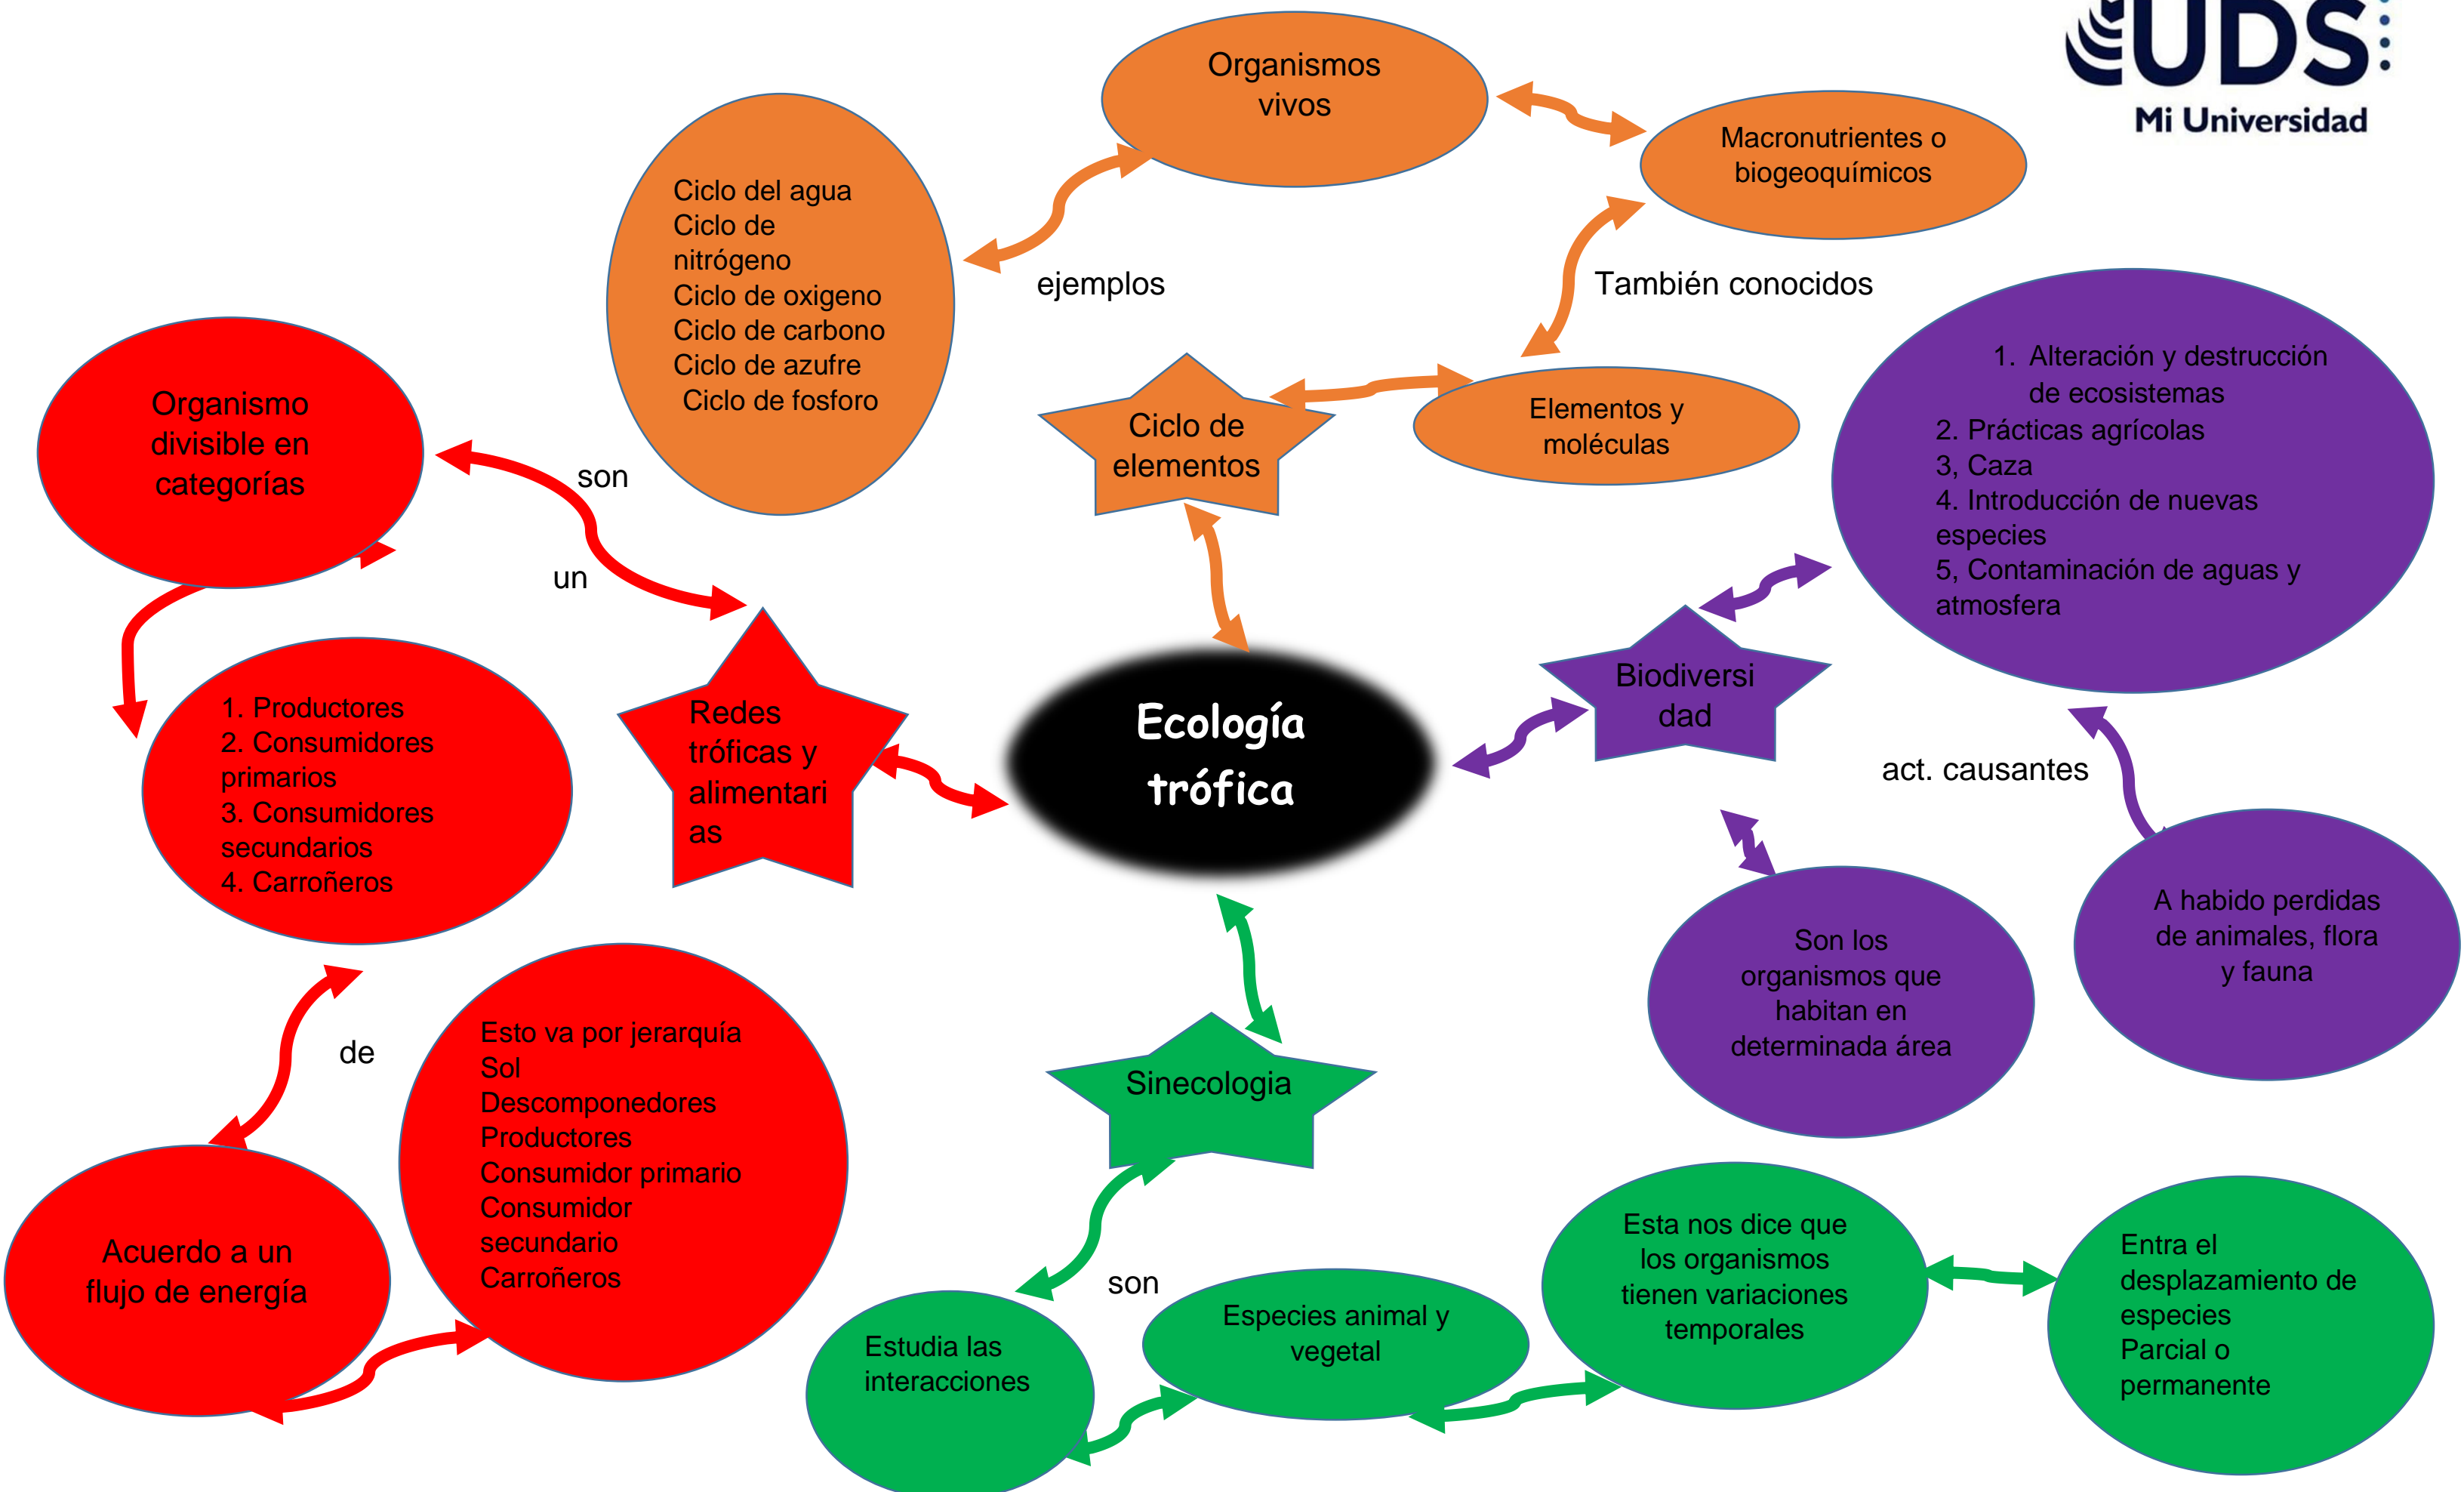 UDS
Mi Universidad
Organismos
vivos
Macronutrientes o
biogeoquímicos
Ciclo del agua
Ciclo de
nitrógeno
Ciclo de oxigeno
Ciclo de carbono
Ciclo de azufre
Ciclo de fosforo
ejemplos
También conocidos
Ciclo de
elementos
Elementos y
moléculas
1. Alteración y destrucción
de ecosistemas
2. Prácticas agrícolas
3, Caza
4. Introducción de nuevas
especies
5, Contaminación de aguas y
atmosfera
Organismo
divisible en
categorías
son
un
1. Productores
2. Consumidores
primarios
3. Consumidores
secundarios
4. Carroñeros
Redes
tróficas y
alimentari
as
Ecología
trófica
Biodiversi
dad
act. causantes
A habido perdidas
de animales, flora
y fauna
Son los
organismos que
habitan en
determinada área
de
Esto va por jerarquía
Sol
Descomponedores
Productores
Consumidor primario
Consumidor
secundario
Carroñeros
Acuerdo a un
flujo de energía
Sinecologia
son
Estudia las
interacciones
Especies animal y
vegetal
Esta nos dice que
los organismos
tienen variaciones
temporales
Entra el
desplazamiento de
especies
Parcial o
permanente